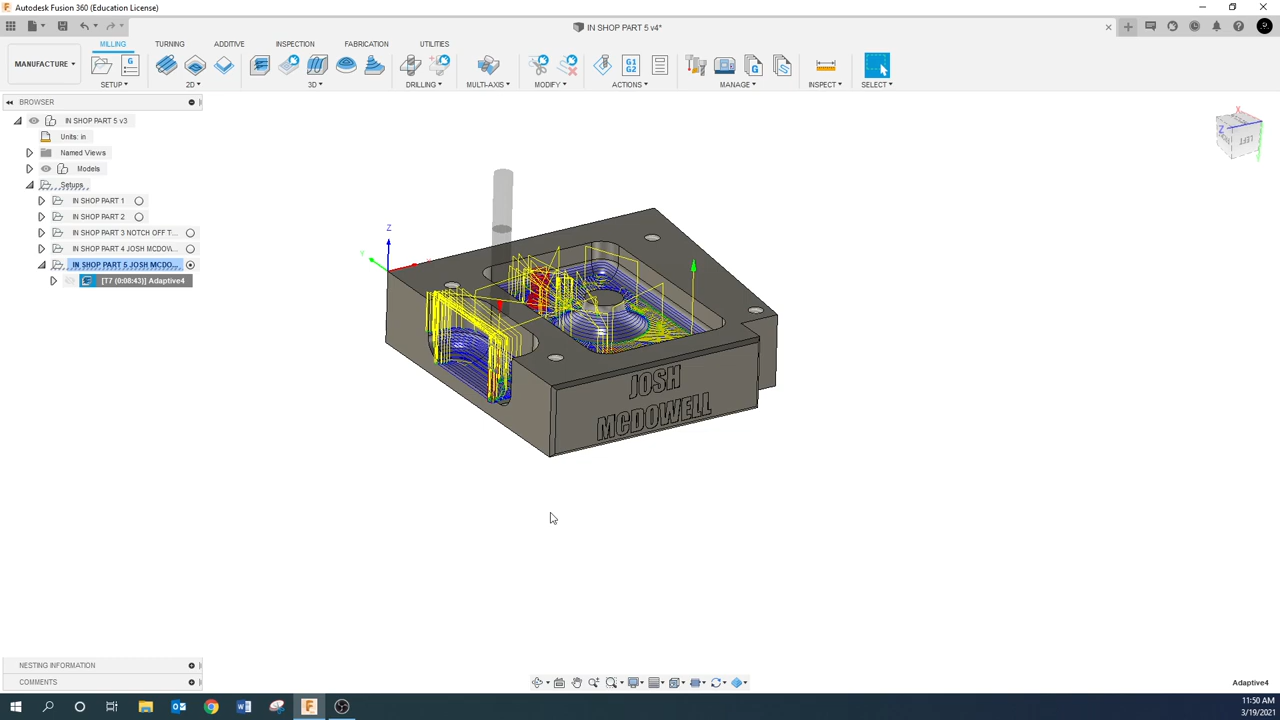 Autodesk Fusion 360 (Education License)
IN SHOP PART 5 v4*
MANUFACTURE
MILLING TURNING ADDITIVE INSPECTION FABRICATION UTILITIES
SETUP 2D 3D DRILLING MULTI-AXIS MODIFY ACTIONS MANAGE INSPECT SELECT
G
G1
G2
G
BROWSER
IN SHOP PART 5 v3
Units: in
Named Views
Models
Setups
IN SHOP PART 1
IN SHOP PART 2
IN SHOP PART 3 NOTCH OFF T...
IN SHOP PART 4 JOSH MCDOW...
IN SHOP PART 5 JOSH MCDO...
[T7 (0:08:43)] Adaptive4
X
Z
LEFT
Z
Y
JOSH
MCDOWELL
NESTING INFORMATION
COMMENTS
Adaptive4
11:50 AM
3/19/2021